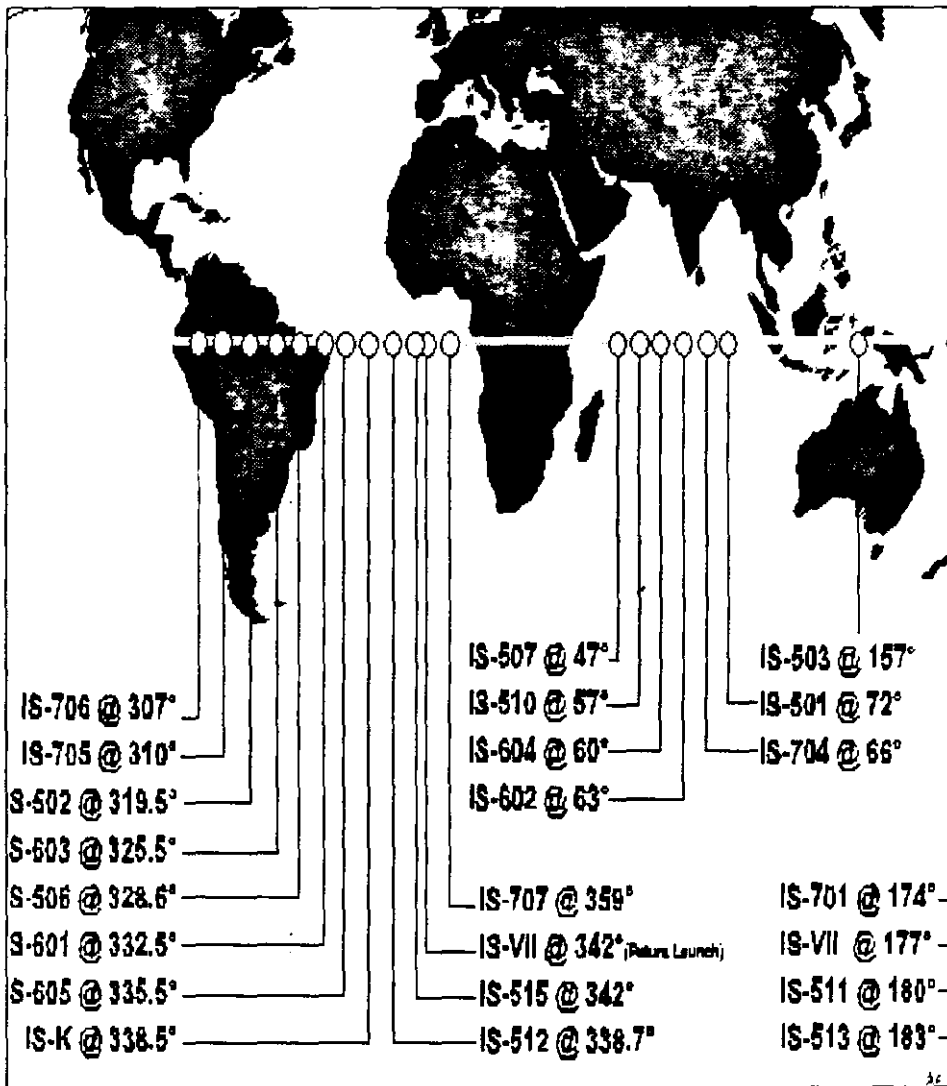 IS-706 @ 307°
IS-705 @ 310°
S-502 @ 319.5°
S-603 @ 325.5°
S-506 @ 328.6°
S-601 @ 332.5°
S-605 @ 335.5°
IS-K @ 338.5°
IS-507 @ 47°
IS-510 @ 57°
IS-604 @ 60°
IS-602 @ 63°
IS-503 @ 157°
IS-501 @ 72°
IS-704 @ 66°
IS-707 @ 359°
IS-VII @ 342° (Future Launch)
IS-515 @ 342°
IS-512 @ 338.7°
IS-701 @ 174°
IS-VII @ 177°
IS-511 @ 180°
IS-513 @ 183°